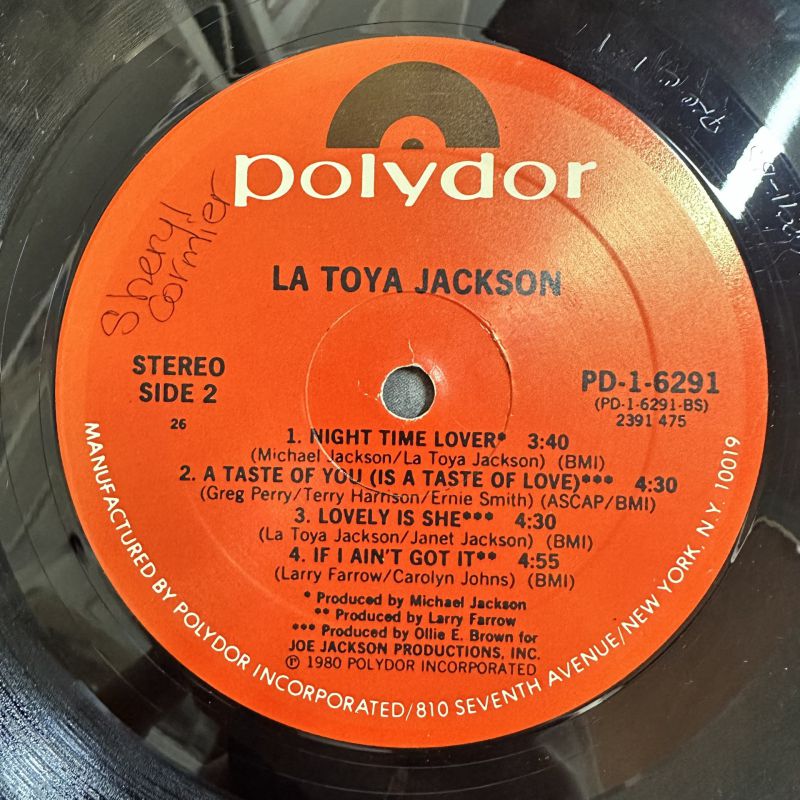 polydor
Sheryl
Cormier
LA TOYA JACKSON
STEREO
SIDE 2
26
PD-1-6291
(PD-1-6291-BS)
2391 475
1. NIGHT TIME LOVER* 3:40
(Michael Jackson/La Toya Jackson) (BMI)
2. A TASTE OF YOU (IS A TASTE OF LOVE)*** 4:30
(Greg Perry/Terry Harrison/Ernie Smith) (ASCAP/BMI)
3. LOVELY IS SHE*** 4:30
(La Toya Jackson/Janet Jackson) (BMI)
4. IF I AIN'T GOT IT** 4:55
(Larry Farrow/Carolyn Johns) (BMI)
* Produced by Michael Jackson
** Produced by Larry Farrow
*** Produced by Ollie E. Brown for
JOE JACKSON PRODUCTIONS, INC.
℗ 1980 POLYDOR INCORPORATED
MANUFACTURED BY POLYDOR INCORPORATED/810 SEVENTH AVENUE/NEW YORK, N.Y. 10019